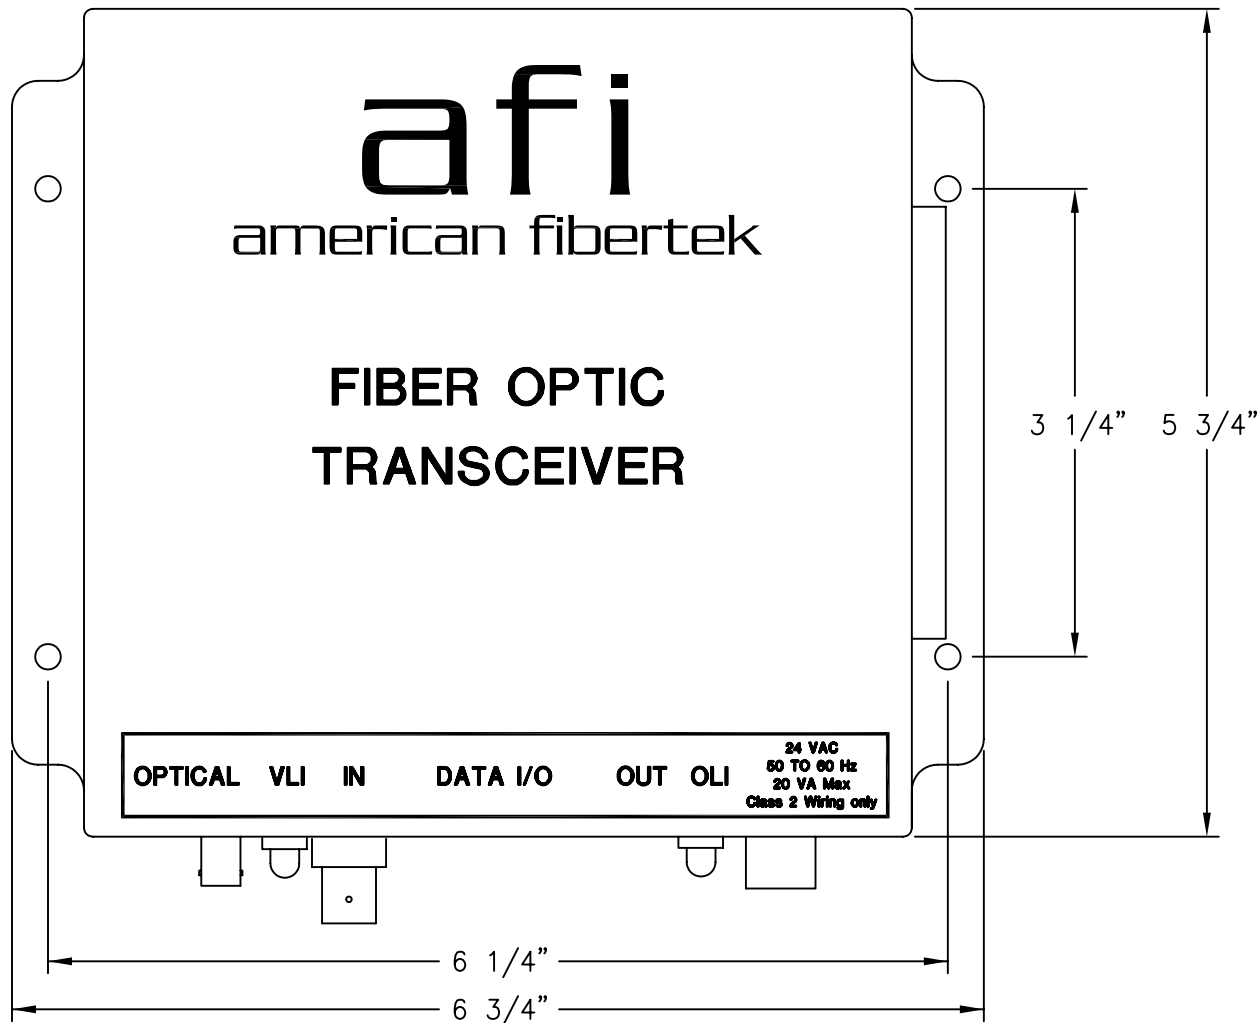 afi
american fibertek
FIBER OPTIC
TRANSCEIVER
3 1/4” 5 3/4”
OPTICAL VLI IN DATA I/O OUT OLI
24 VAC
50 TO 60 Hz
20 VA Max
Class 2 Wiring only
6 1/4”
6 3/4”